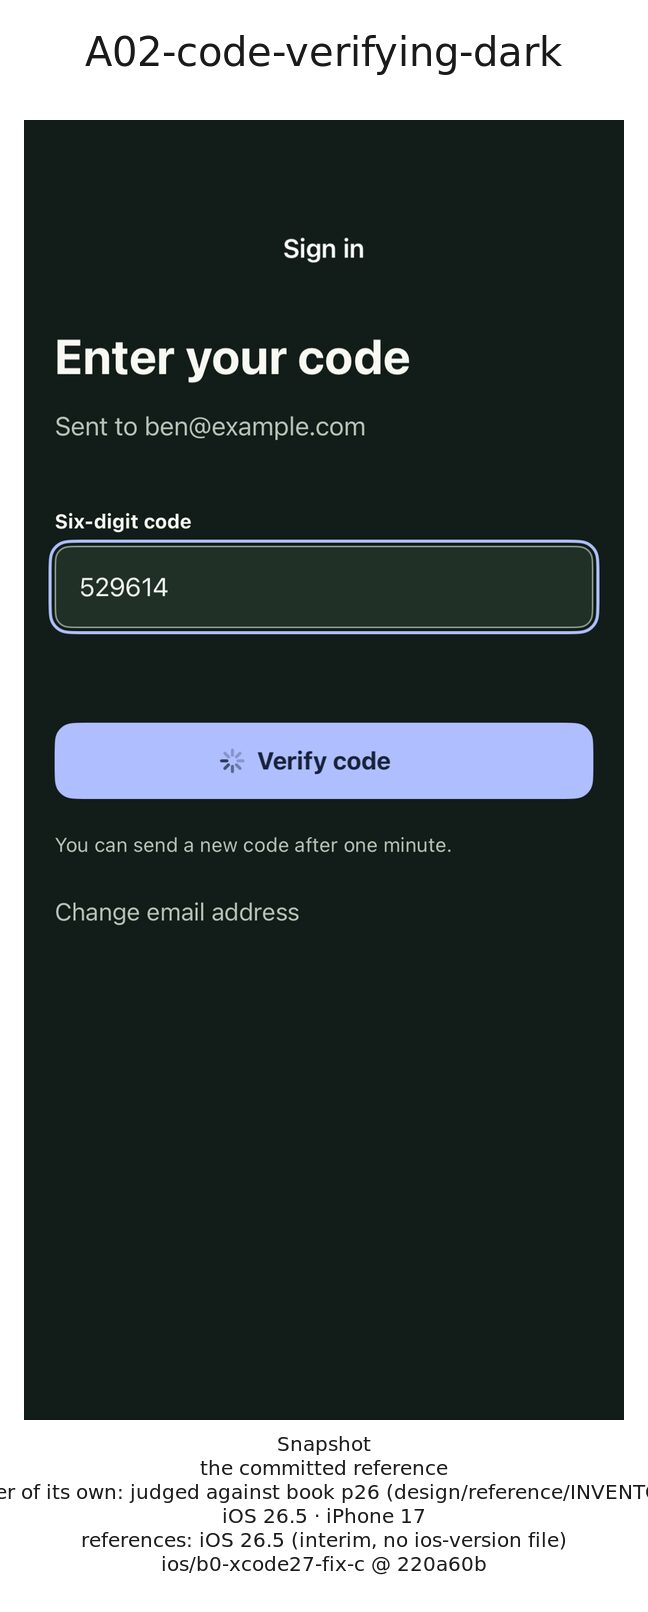 A02-code-verifying-dark
Sign in
Enter your code
Sent to ben@example.com
Six-digit code
529614
Verify code
You can send a new code after one minute.
Change email address
Snapshot
the committed reference
of its own: judged against book p26 (design/reference/
iOS 26.5 · iPhone 17
references: iOS 26.5 (interim, no ios-version file)
ios/b0-xcode27-fix-c @ 220a60b